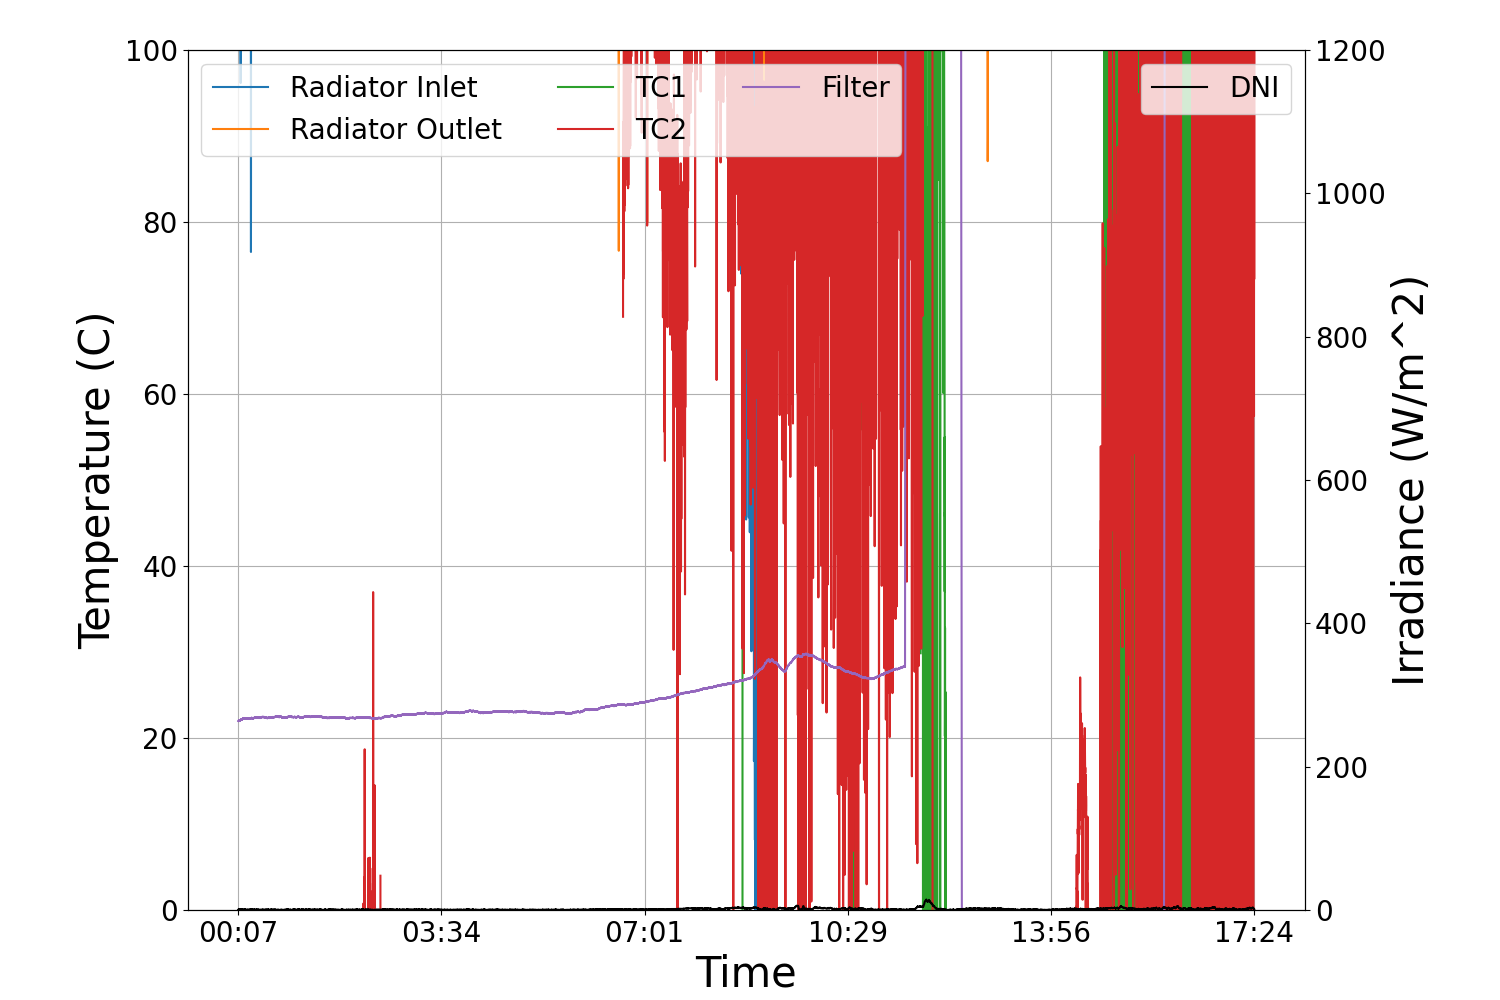 100
80
60
40
20
0
Temperature (C)
Radiator Inlet
Radiator Outlet
TC1
TC2
Filter
DNI
1200
1000
800
600
400
200
0
Irradiance (W/m^2)
00:07
03:34
07:01
10:29
13:56
17:24
Time